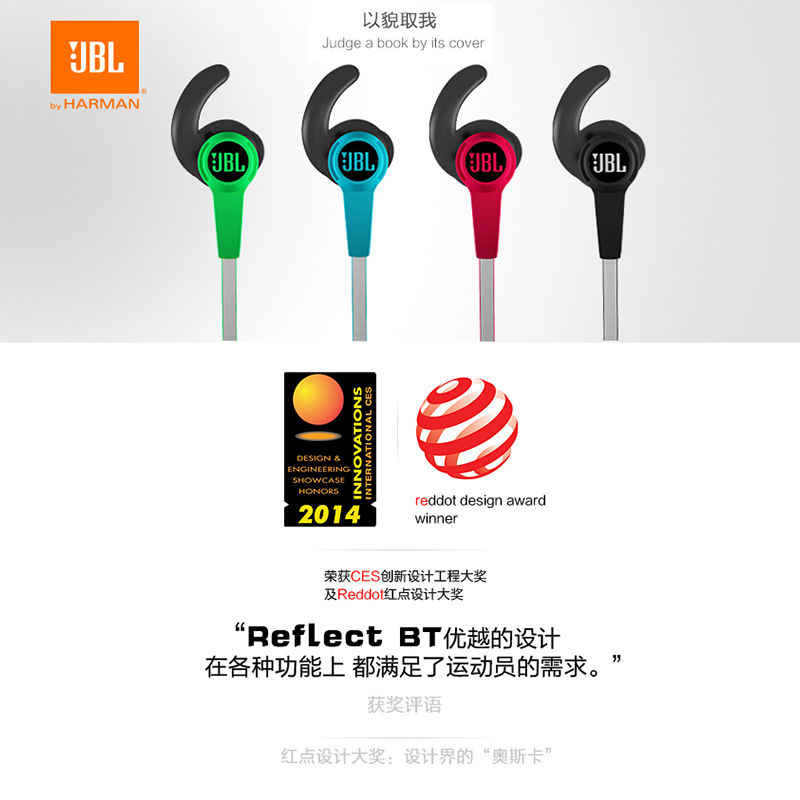 以貌取我
Judge a book by its cover
JBL
by HARMAN®
JBL
JBL
JBL
JBL
DESIGN &
ENGINEERING
SHOWCASE
HONORS
INNOVATIONS
INTERNATIONAL CES
2014
reddot design award
winner
荣获CES创新设计工程大奖
及Reddot红点设计大奖
“Reflect BT优越的设计
在各种功能上 都满足了运动员的需求。”
获奖评语
红点设计大奖：设计界的“奥斯卡”